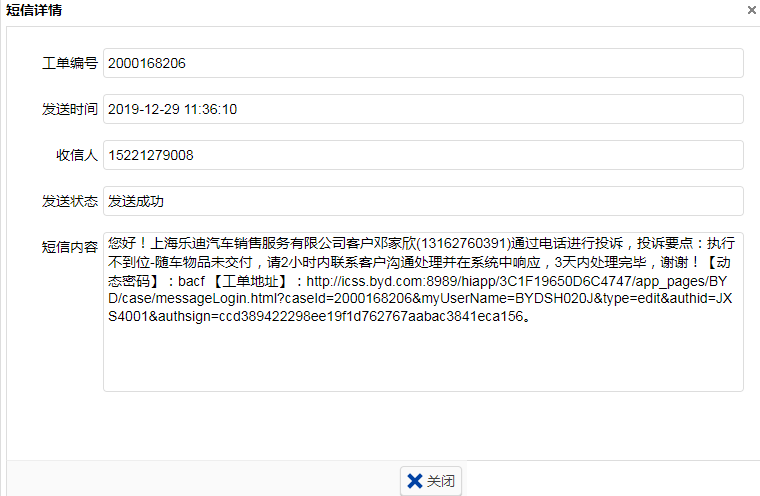 短信详情
工单编号 2000168206
发送时间 2019-12-29 11:36:10
收信人 15221279008
发送状态 发送成功
短信内容 您好！上海乐迪汽车销售服务有限公司客户邓家欣(13162760391)通过电话进行投诉，投诉要点：执行
不到位-随车物品未交付，请2小时内联系客户沟通处理并在系统中响应，3天内处理完毕，谢谢！【动
态密码】：bacf 【工单地址】：http://icss.byd.com:8989/hiapp/3C1F19650D6C4747/app_pages/BY
D/case/messageLogin.html?caseId=2000168206&myUserName=BYDSH020J&type=edit&authid=JX
S4001&authsign=ccd389422298ee19f1d762767aabac3841eca156。
关闭